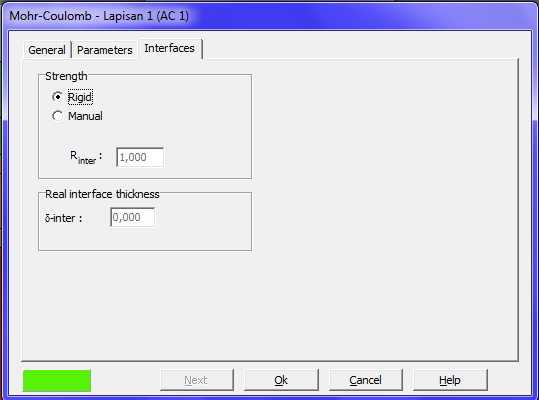 Mohr-Coulomb - Lapisan 1 (AC 1)
General Parameters Interfaces
Strength
Rigid
Manual
Rinter : 1,000
Real interface thickness
δ-inter : 0,000
Next Ok Cancel Help